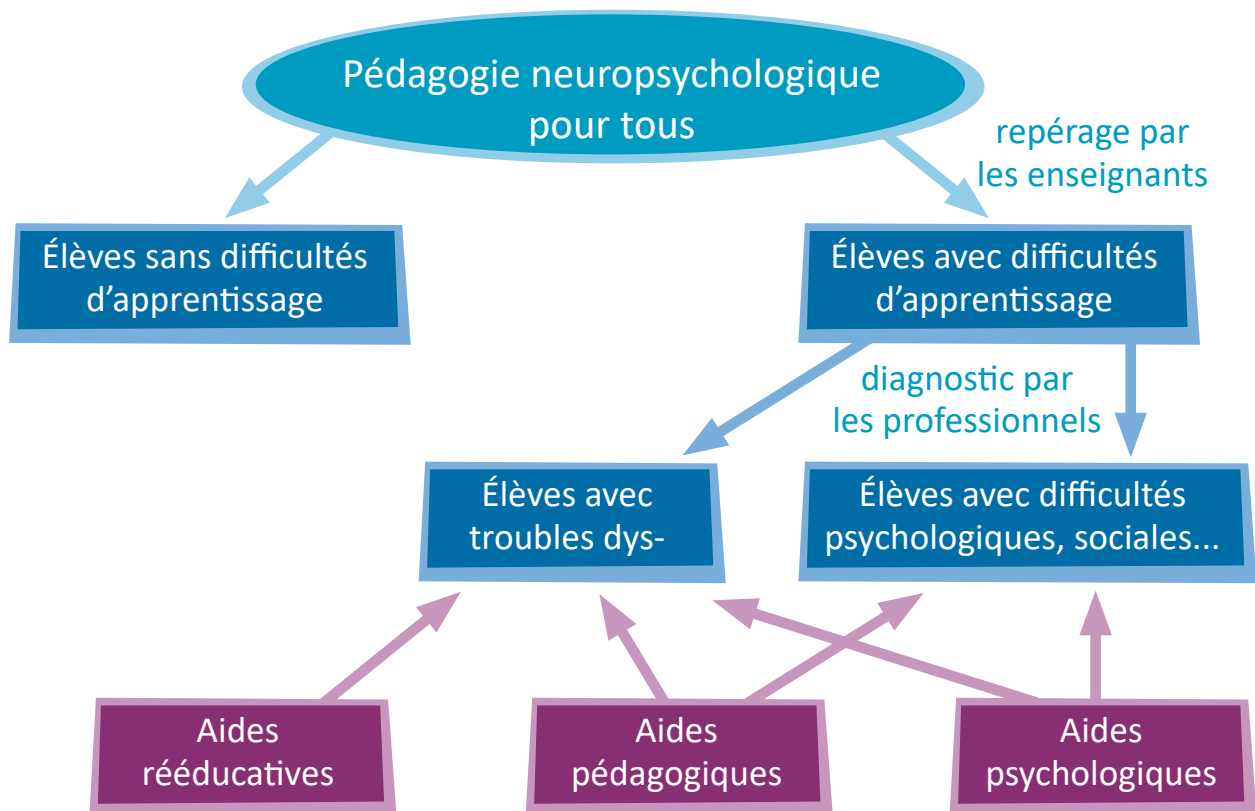 Pédagogie neuropsychologique
pour tous
repérage par
les enseignants
Élèves sans difficultés
d’apprentissage
Élèves avec difficultés
d’apprentissage
diagnostic par
les professionnels
Élèves avec
troubles dys-
Élèves avec difficultés
psychologiques, sociales...
Aides
rééducatives
Aides
pédagogiques
Aides
psychologiques